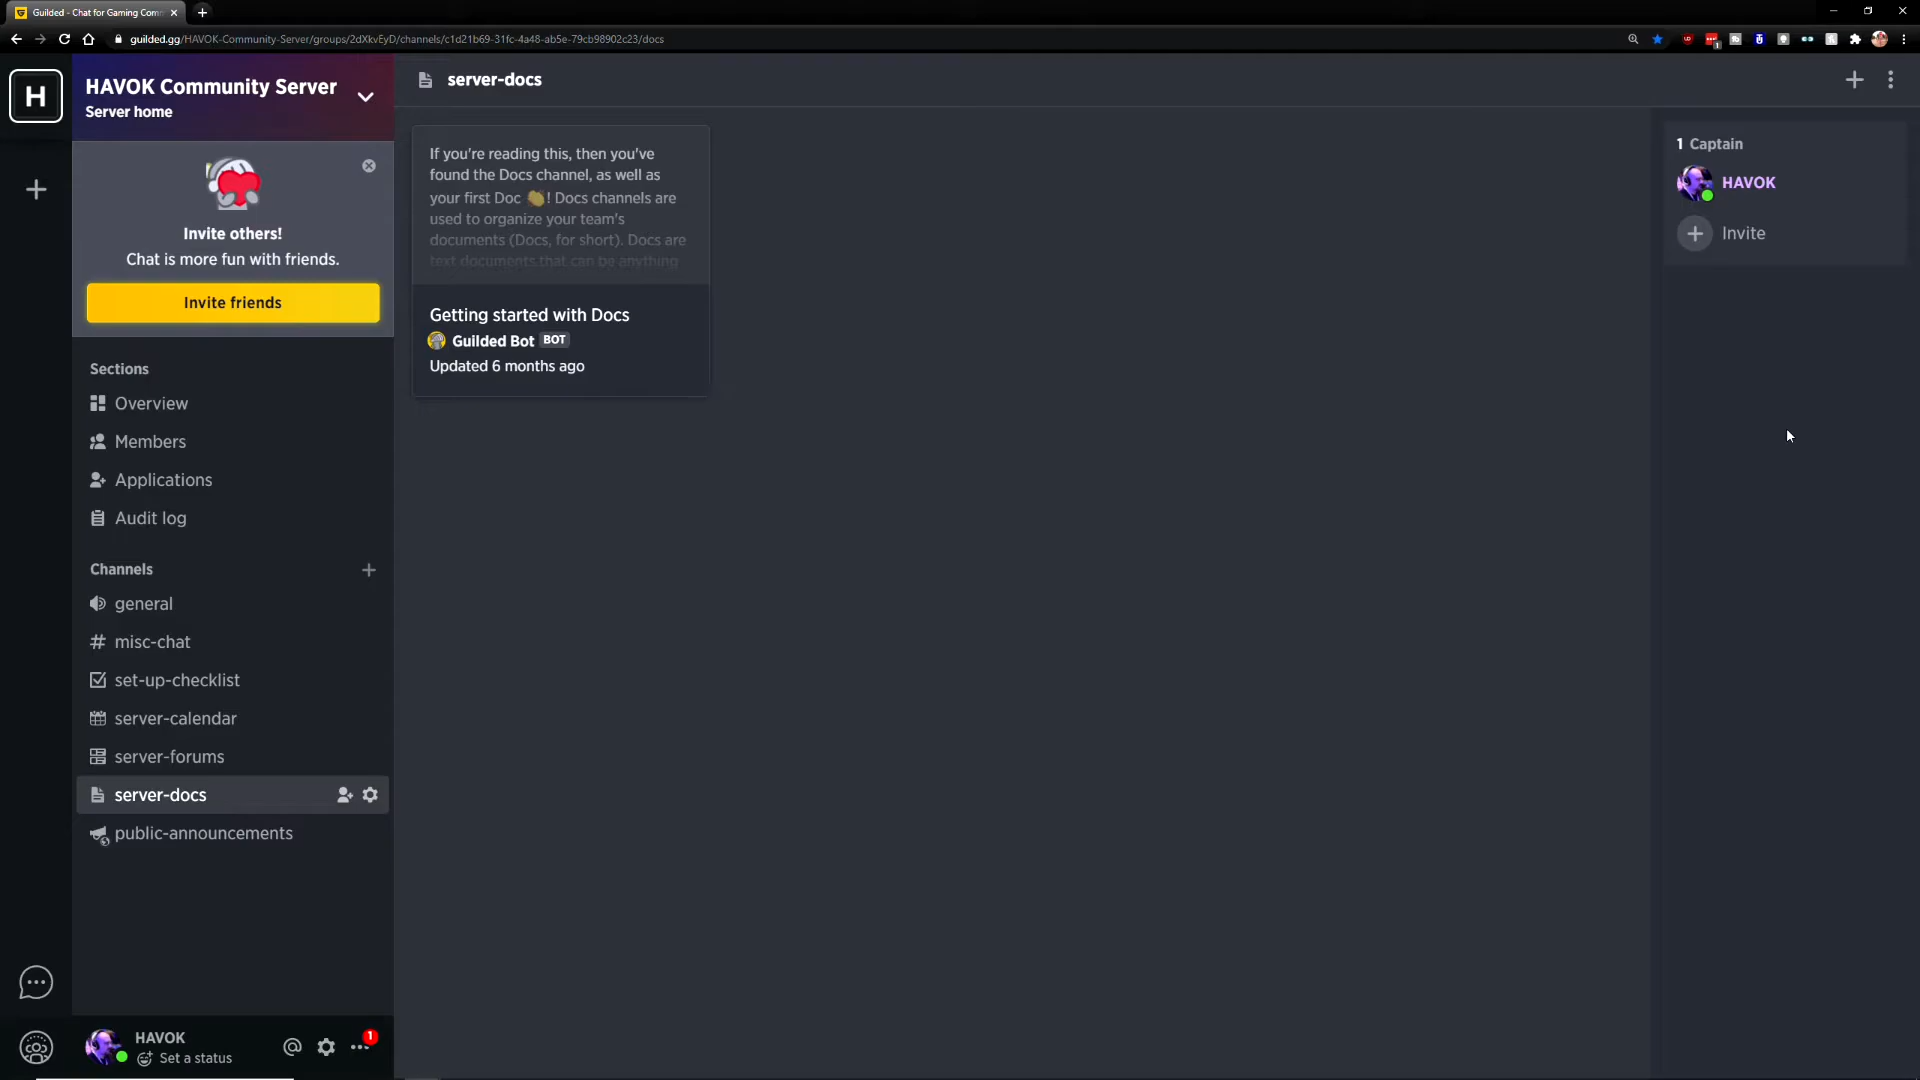 Guilded - Chat for Gaming Com
guilded.gg/HAVOK-Community-Server/groups/2dXkvEyD/channels/c1d21b69-31fc-4a48-ab5e-79cb98902c23/docs
H
HAVOK Community Server
Server home
Invite others!
Chat is more fun with friends.
Invite friends
Sections
Overview
Members
Applications
Audit log
Channels
general
misc-chat
set-up-checklist
server-calendar
server-forums
server-docs
public-announcements
HAVOK
Set a status
1
server-docs
If you're reading this, then you've
found the Docs channel, as well as
your first Doc 👏! Docs channels are
used to organize your team's
documents (Docs, for short). Docs are
text documents that can be anything
Getting started with Docs
Guilded Bot BOT
Updated 6 months ago
1 Captain
HAVOK
Invite